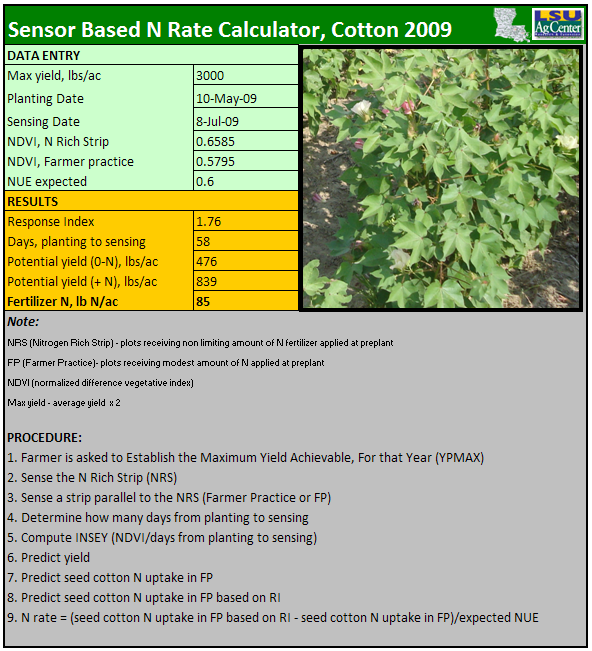 Sensor Based N Rate Calculator, Cotton 2009
LSU
AgCenter
DATA ENTRY
Max yield, lbs/ac 3000
Planting Date 10-May-09
Sensing Date 8-Jul-09
NDVI, N Rich Strip 0.6585
NDVI, Farmer practice 0.5795
NUE expected 0.6
RESULTS
Response Index 1.76
Days, planting to sensing 58
Potential yield (0-N), lbs/ac 476
Potential yield (+ N), lbs/ac 839
Fertilizer N, lb N/ac 85
Note:
NRS (Nitrogen Rich Strip) - plots receiving non limiting amount of N fertilizer applied at preplant
FP (Farmer Practice)- plots receiving modest amount of N applied at preplant
NDVI (normalized difference vegetative index)
Max yield - average yield x 2
PROCEDURE:
1. Farmer is asked to Establish the Maximum Yield Achievable, For that Year (YPMAX)
2. Sense the N Rich Strip (NRS)
3. Sense a strip parallel to the NRS (Farmer Practice or FP)
4. Determine how many days from planting to sensing
5. Compute INSEY (NDVI/days from planting to sensing)
6. Predict yield
7. Predict seed cotton N uptake in FP
8. Predict seed cotton N uptake in FP based on RI
9. N rate = (seed cotton N uptake in FP based on RI - seed cotton N uptake in FP)/expected NUE